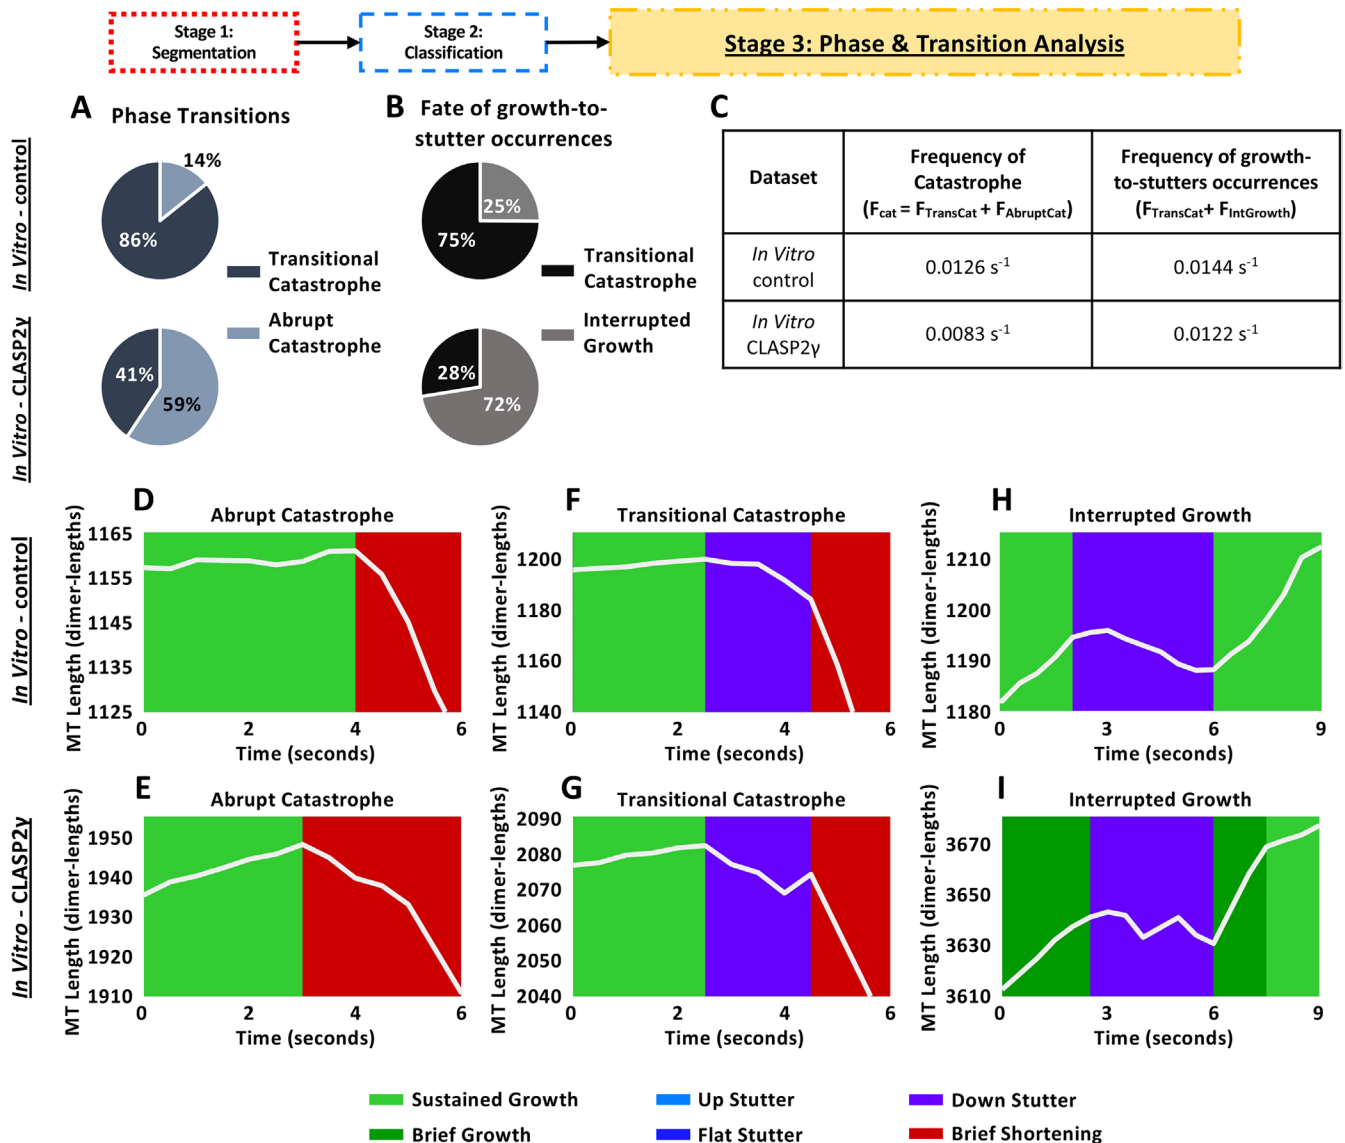 Stage 1:
Segmentation
Stage 2:
Classification
Stage 3: Phase & Transition Analysis
A
Phase Transitions
In Vitro - control
14%
86%
Transitional
Catastrophe
Abrupt
Catastrophe
In Vitro - CLASP2γ
41%
59%
B
Fate of growth-to-
stutter occurrences
25%
75%
Transitional
Catastrophe
Interrupted
Growth
28%
72%
C
Dataset
Frequency of
Catastrophe
(Fcat = FTransCat + FAbruptCat)
Frequency of growth-
to-stutters occurrences
(FTransCat+ FIntGrowth)
In Vitro
control
0.0126 s-1
0.0144 s-1
In Vitro
CLASP2γ
0.0083 s-1
0.0122 s-1
In Vitro - control
D
Abrupt Catastrophe
MT Length (dimer-lengths)
1165
1155
1145
1135
1125
0 2 4 6
Time (seconds)
F
Transitional Catastrophe
MT Length (dimer-lengths)
1200
1180
1160
1140
0 2 4 6
Time (seconds)
H
Interrupted Growth
MT Length (dimer-lengths)
1210
1200
1190
1180
0 3 6 9
Time (seconds)
In Vitro - CLASP2γ
E
Abrupt Catastrophe
MT Length (dimer-lengths)
1950
1940
1930
1920
1910
0 2 4 6
Time (seconds)
G
Transitional Catastrophe
MT Length (dimer-lengths)
2090
2080
2070
2060
2050
2040
0 2 4 6
Time (seconds)
I
Interrupted Growth
MT Length (dimer-lengths)
3670
3650
3630
3610
0 3 6 9
Time (seconds)
Sustained Growth
Up Stutter
Down Stutter
Brief Growth
Flat Stutter
Brief Shortening